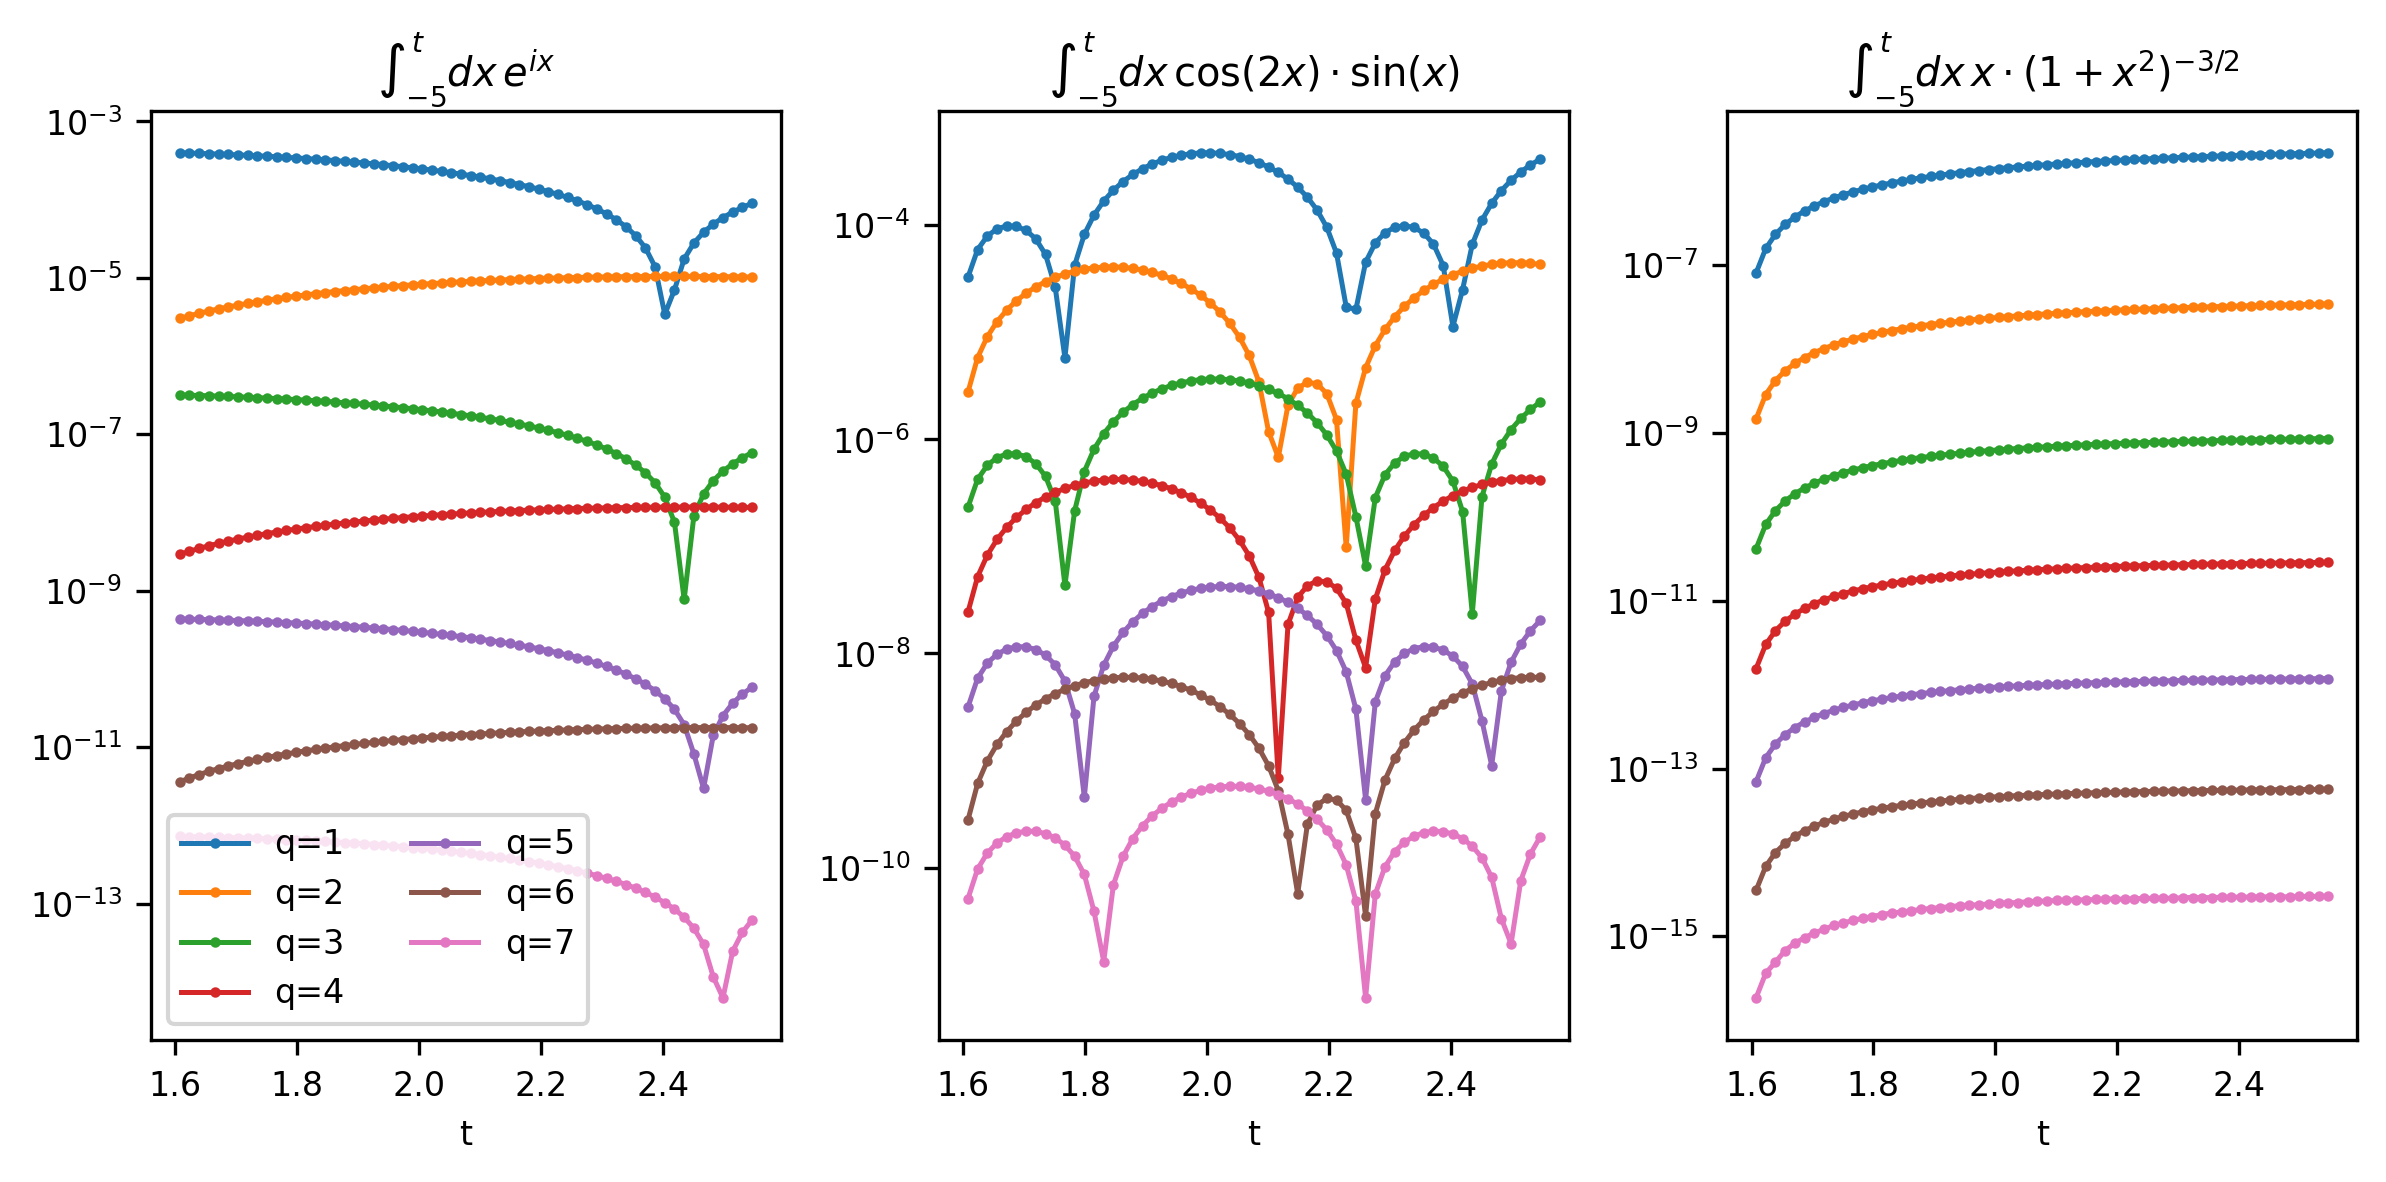 ∫_{-5}^{t} dx e^{ix}
10^{-3}
10^{-5}
10^{-7}
10^{-9}
10^{-11}
10^{-13}
q=1
q=2
q=3
q=4
q=5
q=6
q=7
1.6 1.8 2.0 2.2 2.4
t
∫_{-5}^{t} dx cos(2x) · sin(x)
10^{-4}
10^{-6}
10^{-8}
10^{-10}
1.6 1.8 2.0 2.2 2.4
t
∫_{-5}^{t} dx x · (1 + x^{2})^{-3/2}
10^{-7}
10^{-9}
10^{-11}
10^{-13}
10^{-15}
1.6 1.8 2.0 2.2 2.4
t